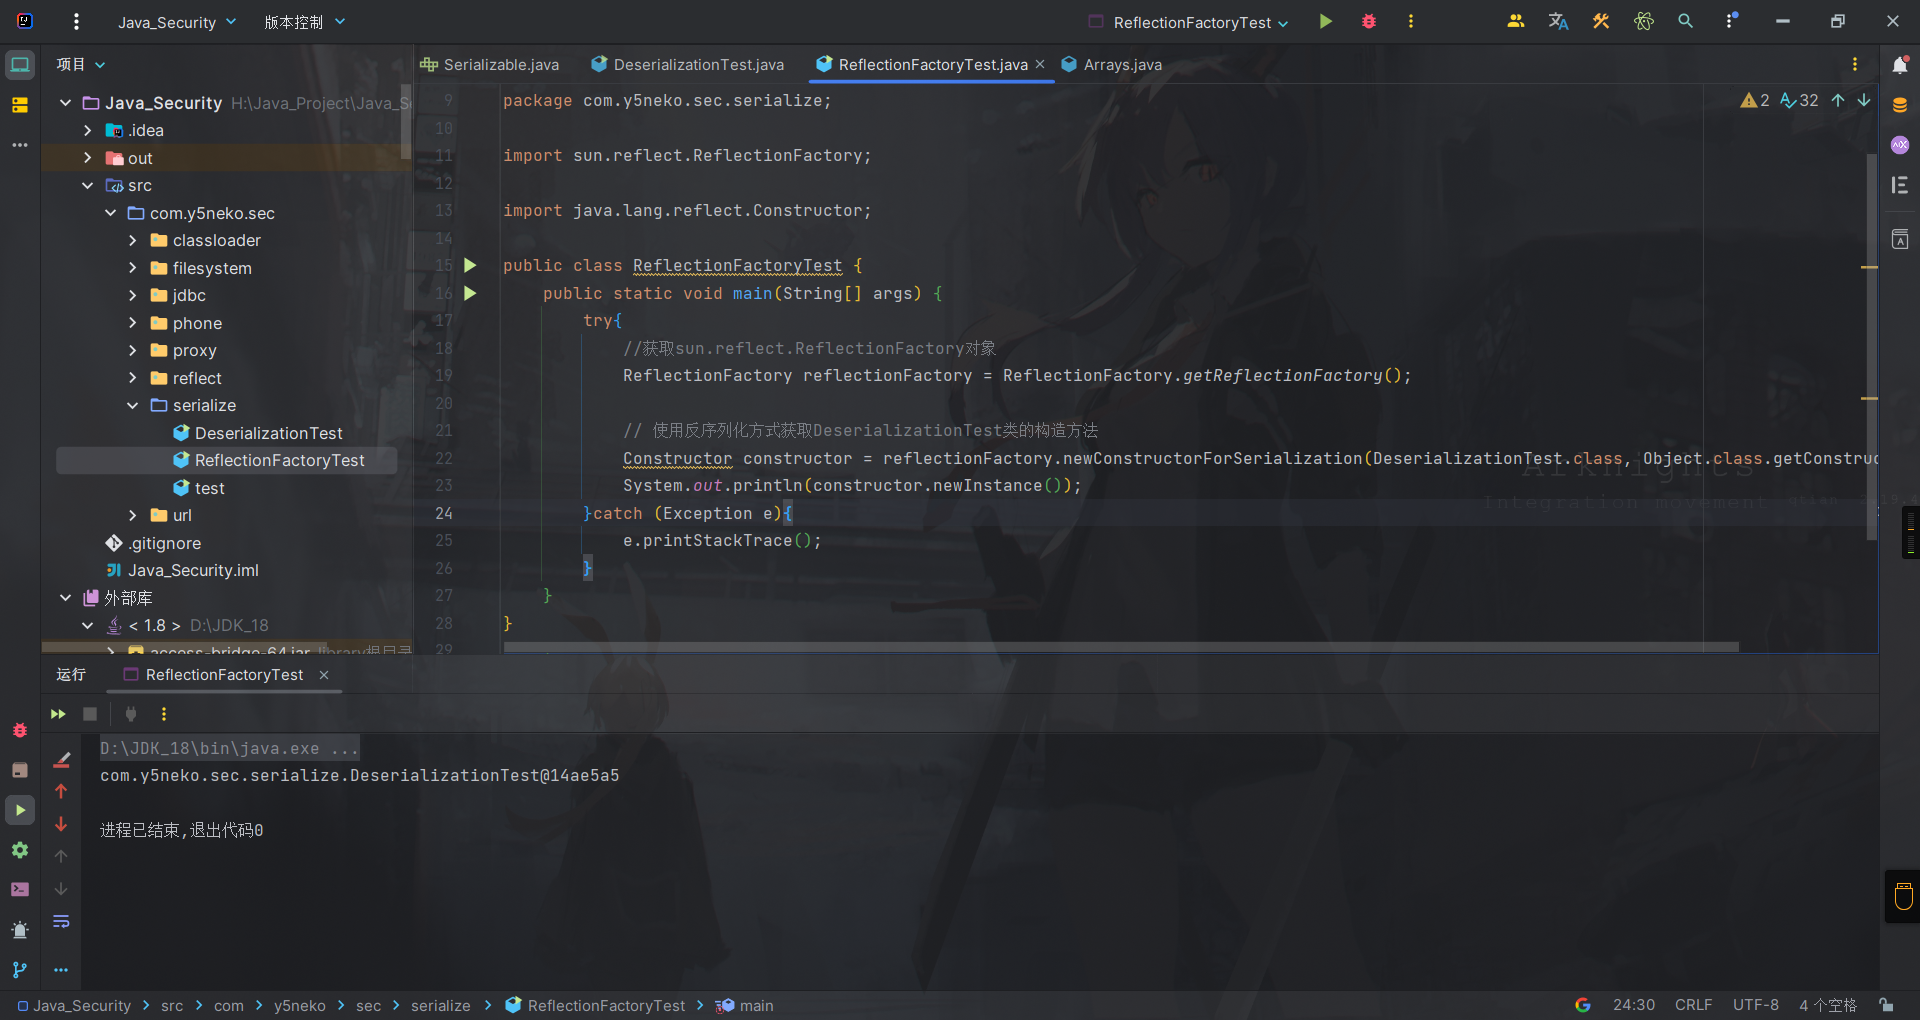 Java_Security 版本控制 ReflectionFactoryTest
项目
Serializable.java DeserializationTest.java ReflectionFactoryTest.java Arrays.java
Java_Security H:\Java_Project\Java_S
.idea
out
src
com.y5neko.sec
classloader
filesystem
jdbc
phone
proxy
reflect
serialize
DeserializationTest
ReflectionFactoryTest
test
url
.gitignore
Java_Security.iml
外部库
< 1.8 > D:\JDK_18
access-bridge-64.jar library根目录
2 32
9 package com.y5neko.sec.serialize;
10
11 import sun.reflect.ReflectionFactory;
12
13 import java.lang.reflect.Constructor;
14
15 public class ReflectionFactoryTest {
16 public static void main(String[] args) {
17 try{
18 //获取sun.reflect.ReflectionFactory对象
19 ReflectionFactory reflectionFactory = ReflectionFactory.getReflectionFactory();
20
21 // 使用反序列化方式获取DeserializationTest类的构造方法
22 Constructor constructor = reflectionFactory.newConstructorForSerialization(DeserializationTest.class, Object.class.getConstruc
23 System.out.println(constructor.newInstance());
24 }catch (Exception e){
25 e.printStackTrace();
26 }
27 }
28 }
29
Arknights
Integration movement
运行 ReflectionFactoryTest
D:\JDK_18\bin\java.exe ...
com.y5neko.sec.serialize.DeserializationTest@14ae5a5
进程已结束,退出代码0
Java_Security src com y5neko sec serialize ReflectionFactoryTest main
24:30 CRLF UTF-8 4 个空格